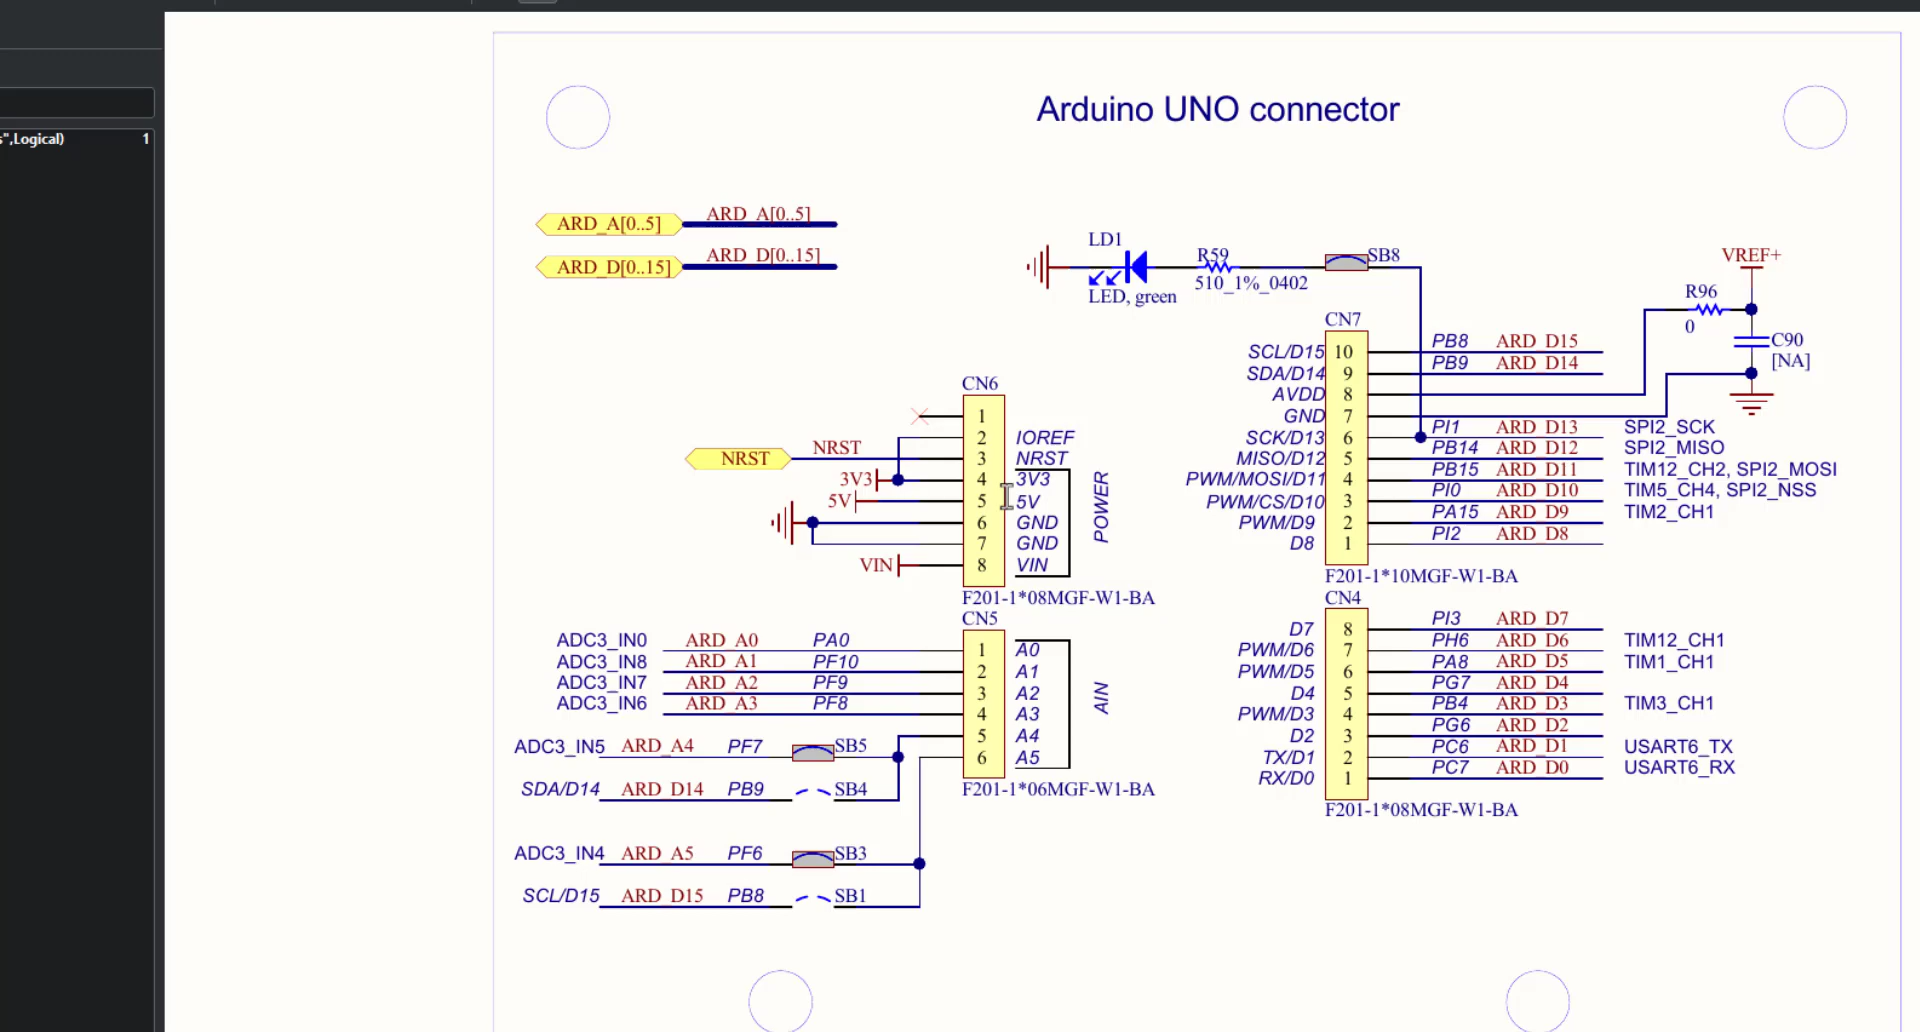 s",Logical) 1
Arduino UNO connector
ARD_A[0..5] ARD_A[0..5]
ARD_D[0..15] ARD_D[0..15]
LD1
LED, green
R59
510_1%_0402
SB8
VREF+
R96
0
C90
[NA]
CN7
SCL/D15 10 PB8 ARD_D15
SDA/D14 9 PB9 ARD_D14
AVDD 8
GND 7
SCK/D13 6 PI1 ARD_D13 SPI2_SCK
MISO/D12 5 PB14 ARD_D12 SPI2_MISO
PWM/MOSI/D11 4 PB15 ARD_D11 TIM12_CH2, SPI2_MOSI
PWM/CS/D10 3 PI0 ARD_D10 TIM5_CH4, SPI2_NSS
PWM/D9 2 PA15 ARD_D9 TIM2_CH1
D8 1 PI2 ARD_D8
F201-1*10MGF-W1-BA
CN6
1
2 IOREF
NRST NRST 3 NRST
3V3 4 3V3
5V 5 5V
6 GND
7 GND
VIN 8 VIN
POWER
F201-1*08MGF-W1-BA
CN5
ADC3_IN0 ARD_A0 PA0 1 A0
ADC3_IN8 ARD_A1 PF10 2 A1
ADC3_IN7 ARD_A2 PF9 3 A2
ADC3_IN6 ARD_A3 PF8 4 A3
5 A4
6 A5
AIN
ADC3_IN5 ARD_A4 PF7 SB5
SDA/D14 ARD_D14 PB9 SB4
F201-1*06MGF-W1-BA
ADC3_IN4 ARD_A5 PF6 SB3
SCL/D15 ARD_D15 PB8 SB1
CN4
D7 8 PI3 ARD_D7
PWM/D6 7 PH6 ARD_D6 TIM12_CH1
PWM/D5 6 PA8 ARD_D5 TIM1_CH1
D4 5 PG7 ARD_D4
PWM/D3 4 PB4 ARD_D3 TIM3_CH1
D2 3 PG6 ARD_D2
TX/D1 2 PC6 ARD_D1 USART6_TX
RX/D0 1 PC7 ARD_D0 USART6_RX
F201-1*08MGF-W1-BA